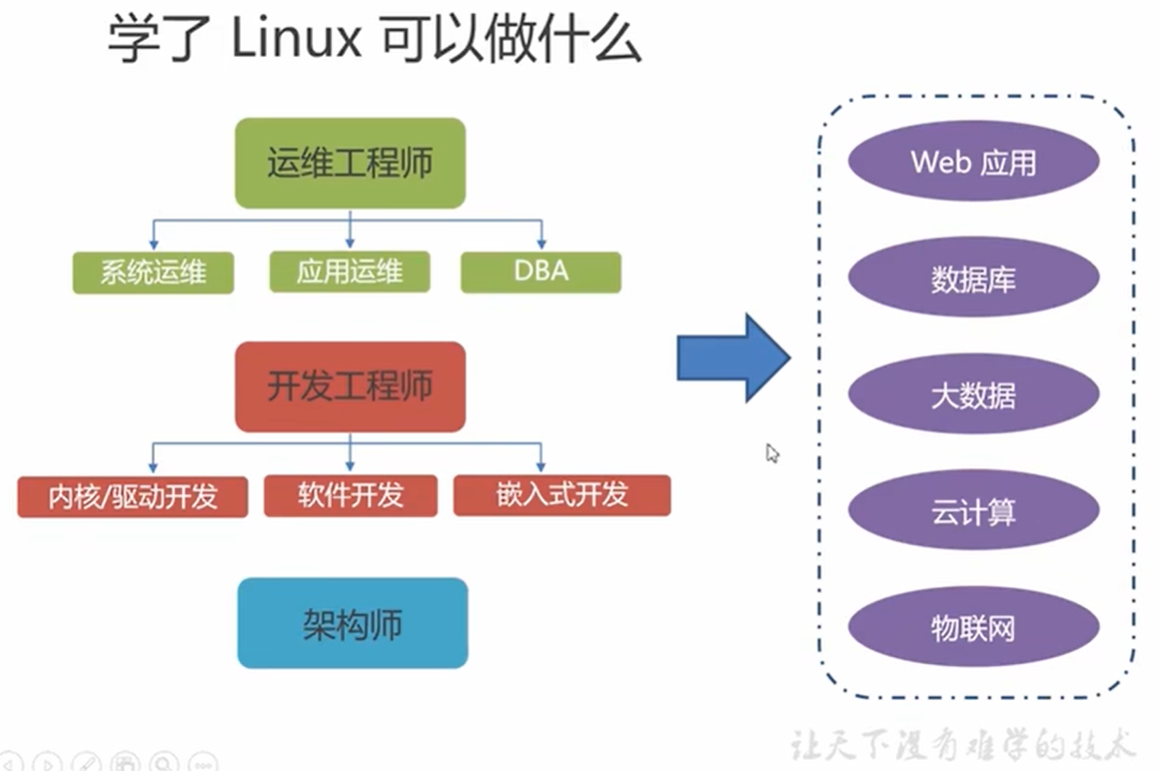 学了 Linux 可以做什么
运维工程师
系统运维
应用运维
DBA
开发工程师
内核/驱动开发
软件开发
嵌入式开发
架构师
Web 应用
数据库
大数据
云计算
物联网
让天下没有难学的技术